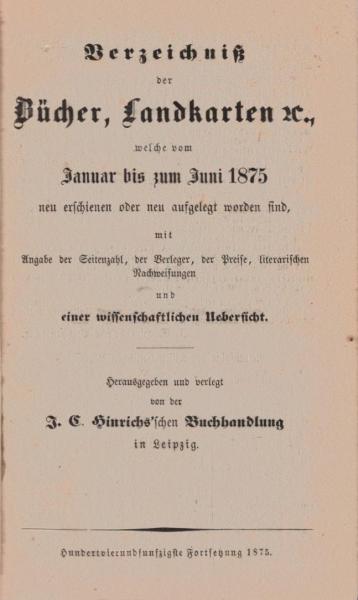 Verzeichniß
der
Bücher, Landkarten ꝛc.,
welche vom
Januar bis zum Juni 1875
neu erschienen oder neu aufgelegt worden sind,
mit
Angabe der Seitenzahl, der Verleger, der Preise, literarischen
Nachweisungen
und
einer wissenschaftlichen Uebersicht.
Herausgegeben und verlegt
von der
J. C. Hinrichs'schen Buchhandlung
in Leipzig.
Hundertvierundfunfzigste Fortsetzung 1875.